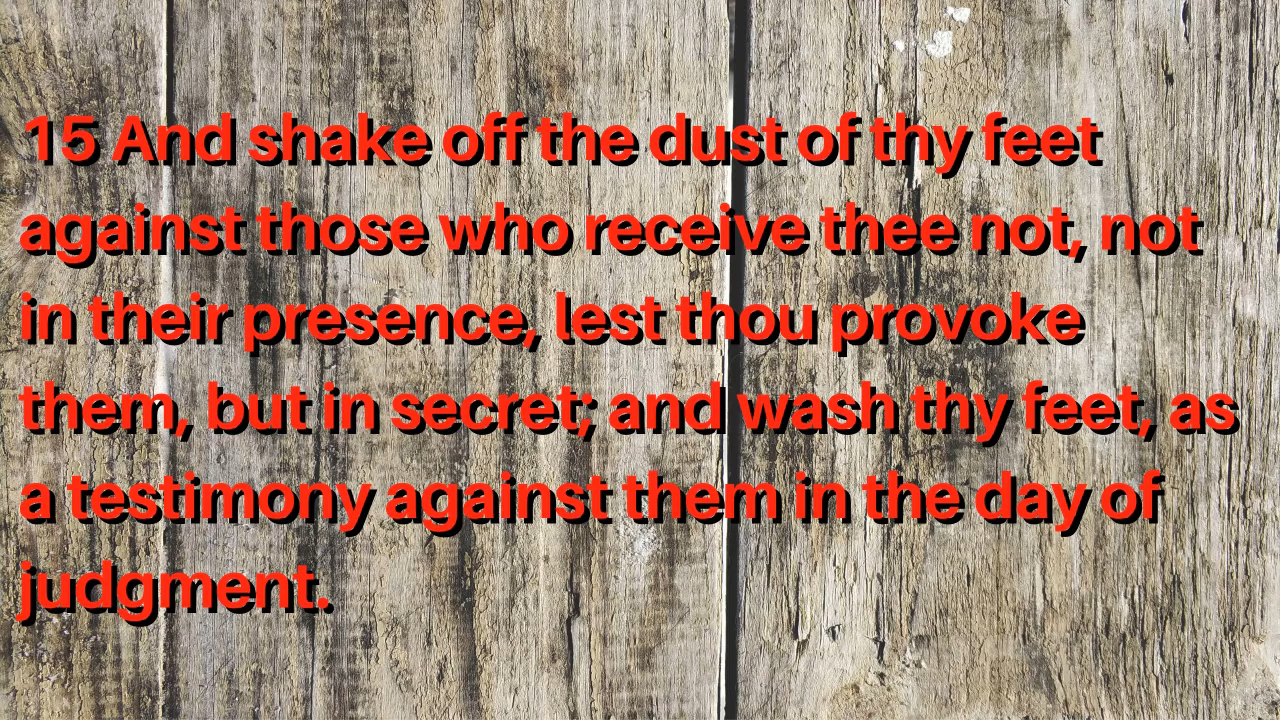 15 And shake off the dust of thy feet
against those who receive thee not, not
in their presence, lest thou provoke
them, but in secret; and wash thy feet, as
a testimony against them in the day of
judgment.